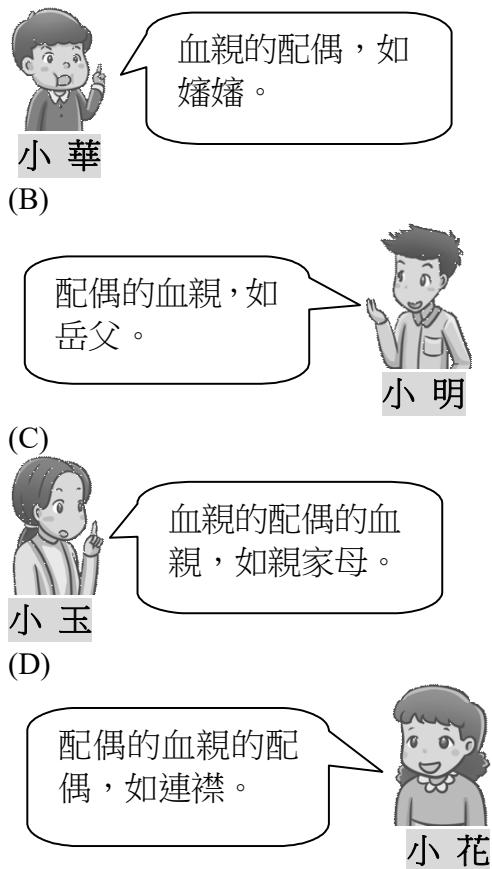 血親的配偶，如
嬸嬸。
小 華
(B)
配偶的血親，如
岳父。
小 明
(C)
血親的配偶的血
親，如親家母。
小 玉
(D)
配偶的血親的配
偶，如連襟。
小 花